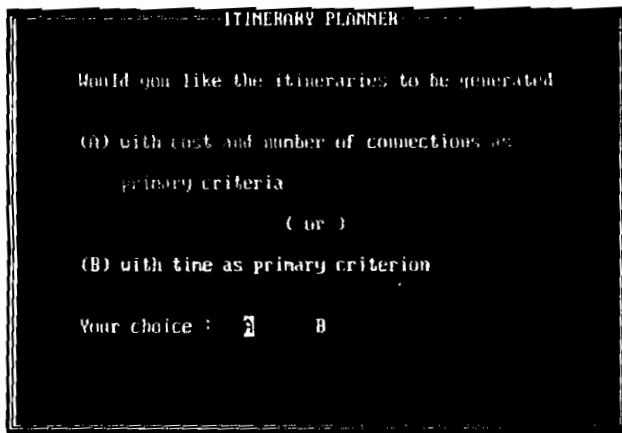 ITINERARY PLANNER
Would you like the itineraries to be generated
(A) with cost and number of connections as
primary criteria
( or )
(B) with time as primary criterion
Your choice : A B